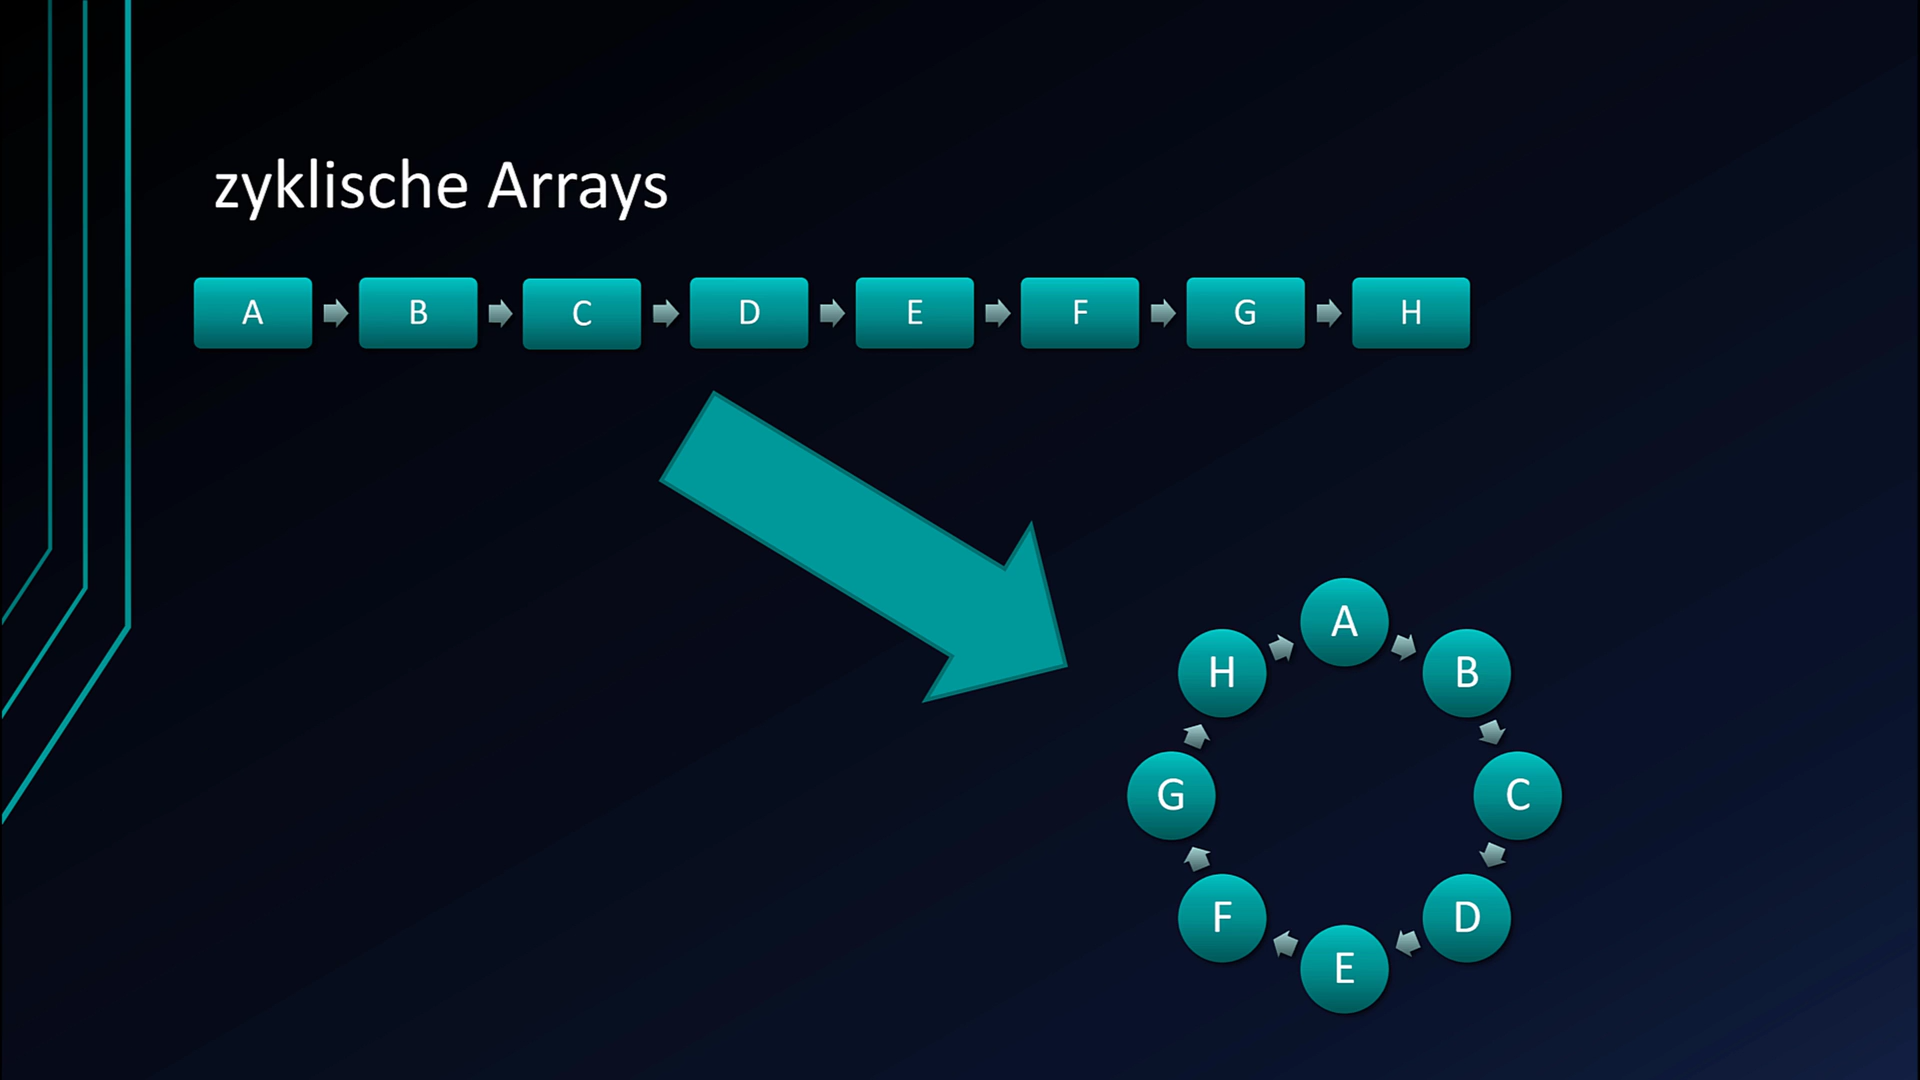 zyklische Arrays
A B C D E F G H
A
H B
G C
F D
E